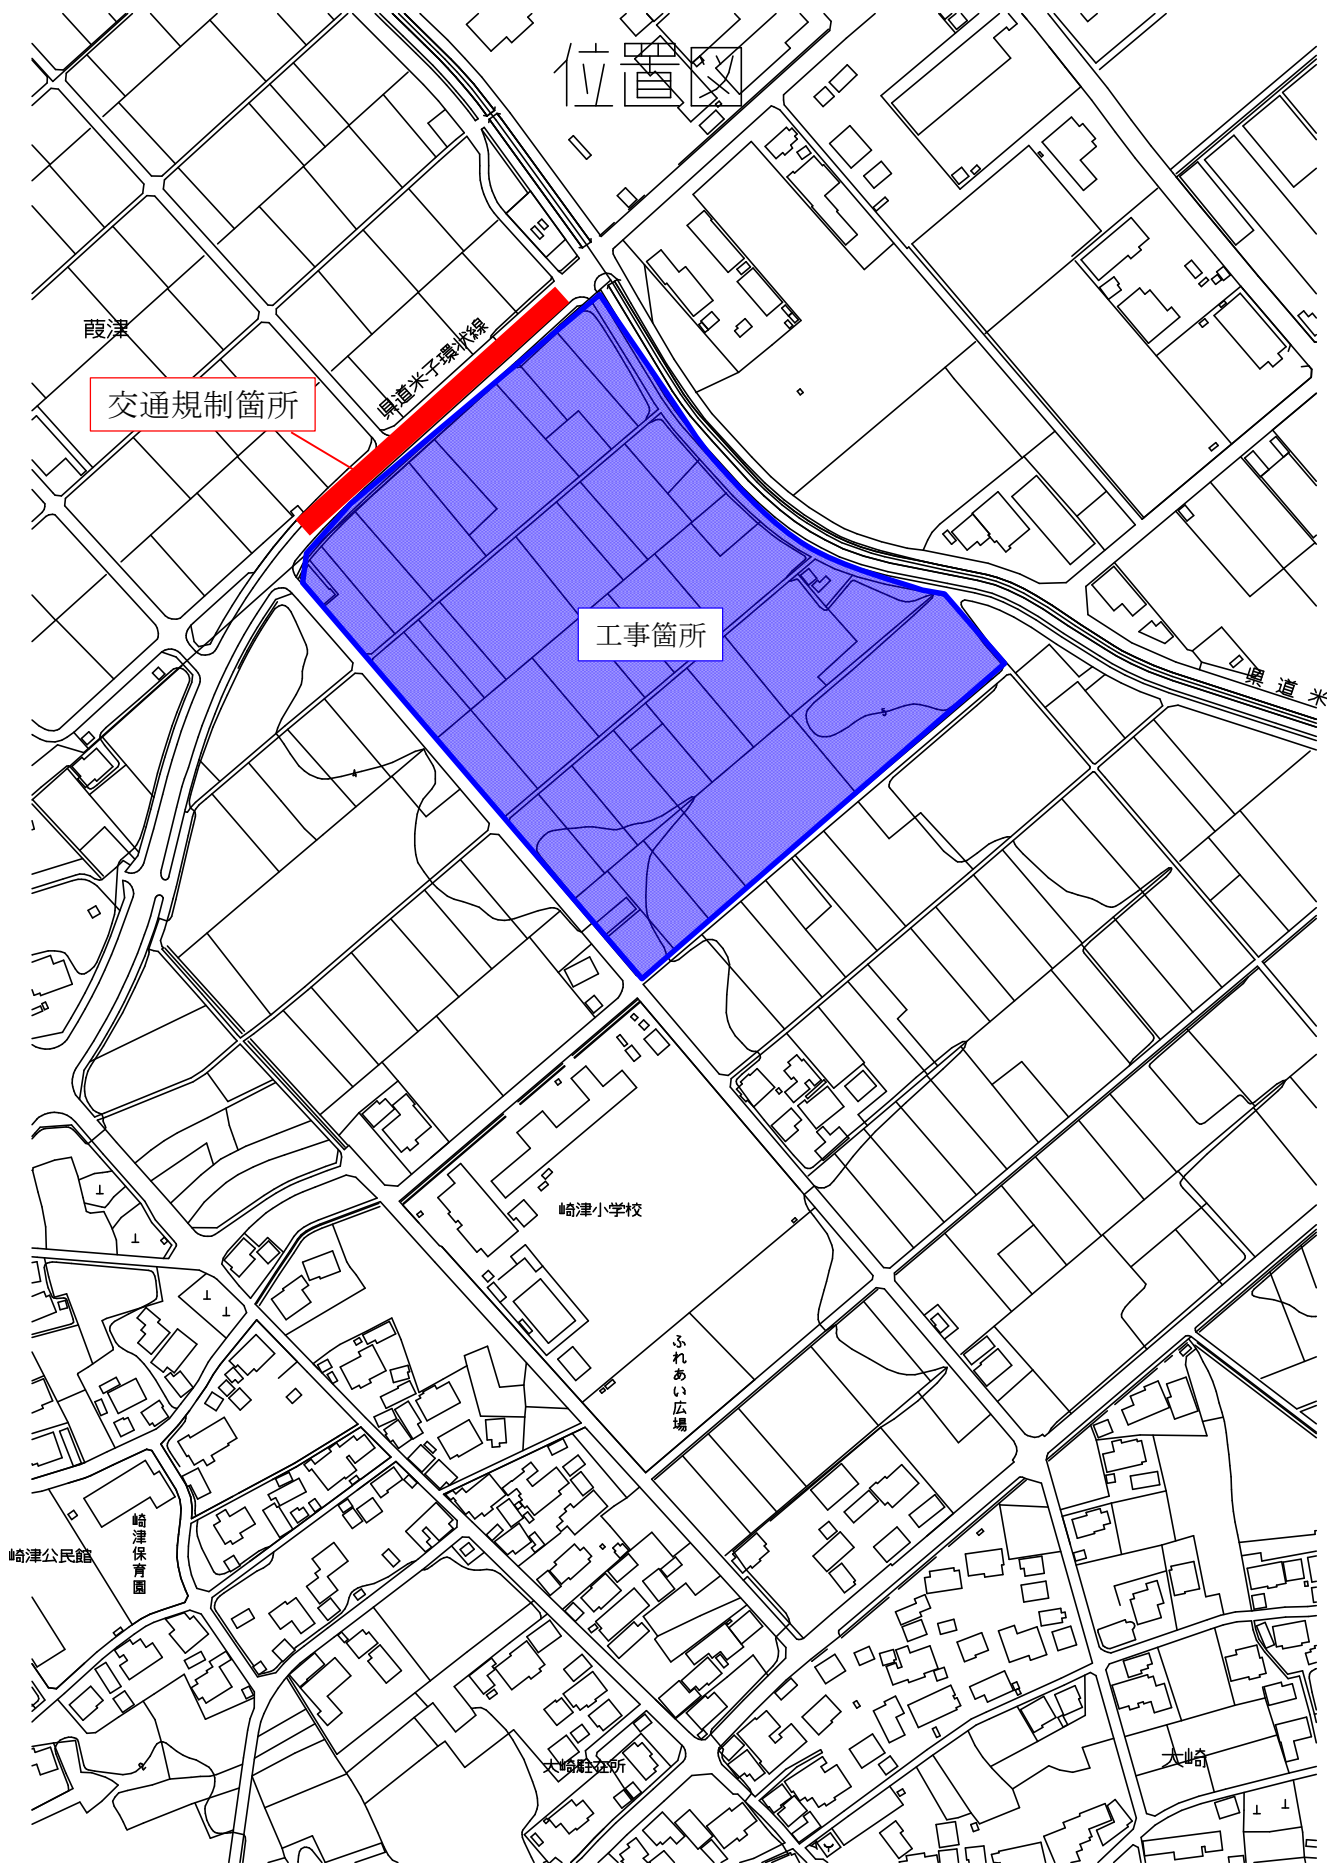 位置図
葭津
県道米子環状線
交通規制箇所
工事箇所
県道米
5
4
崎津小学校
ふれあい広場
崎津保育園
崎津公民館
大崎駐在所
大崎